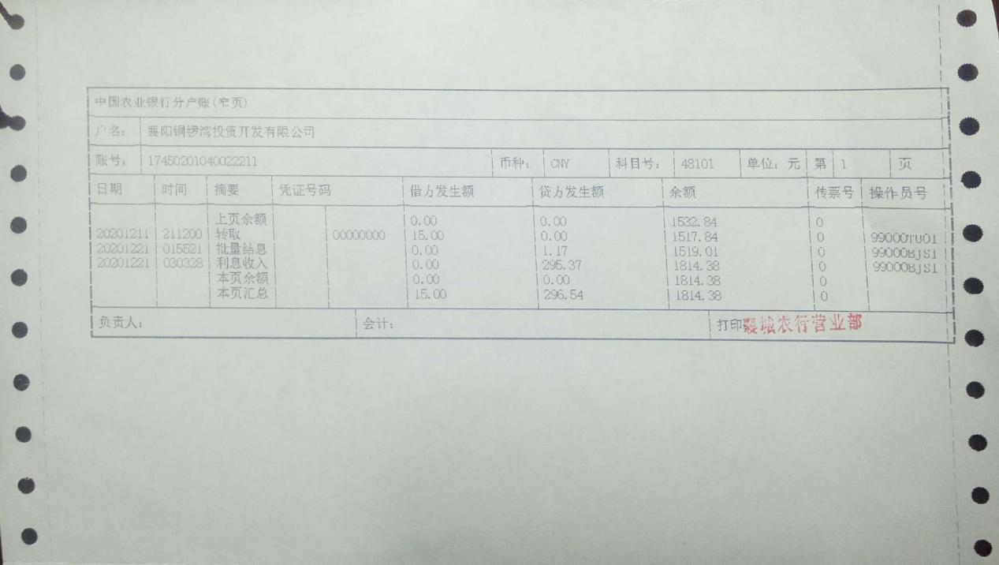 中国农业银行分户账(窄页)
户名: 襄阳铜锣湾投资开发有限公司
账号: 17450201040022211 币种: CNY 科目号: 48101 单位: 元 第 1 页
日期 时间 摘要 凭证号码 借方发生额 贷方发生额 余额 传票号 操作员号
上页余额 0.00 0.00 1532.84 0
20201211 211200 转取 00000000 15.00 0.00 1517.84 0 99000TU01
20201221 015521 批量结息 0.00 1.17 1519.01 0 99000BJS1
20201221 030328 利息收入 0.00 295.37 1814.38 0 99000BJS1
本页余额 0.00 0.00 1814.38 0
本页汇总 15.00 296.54 1814.38 0
负责人: 会计: 打印
襄城农行营业部